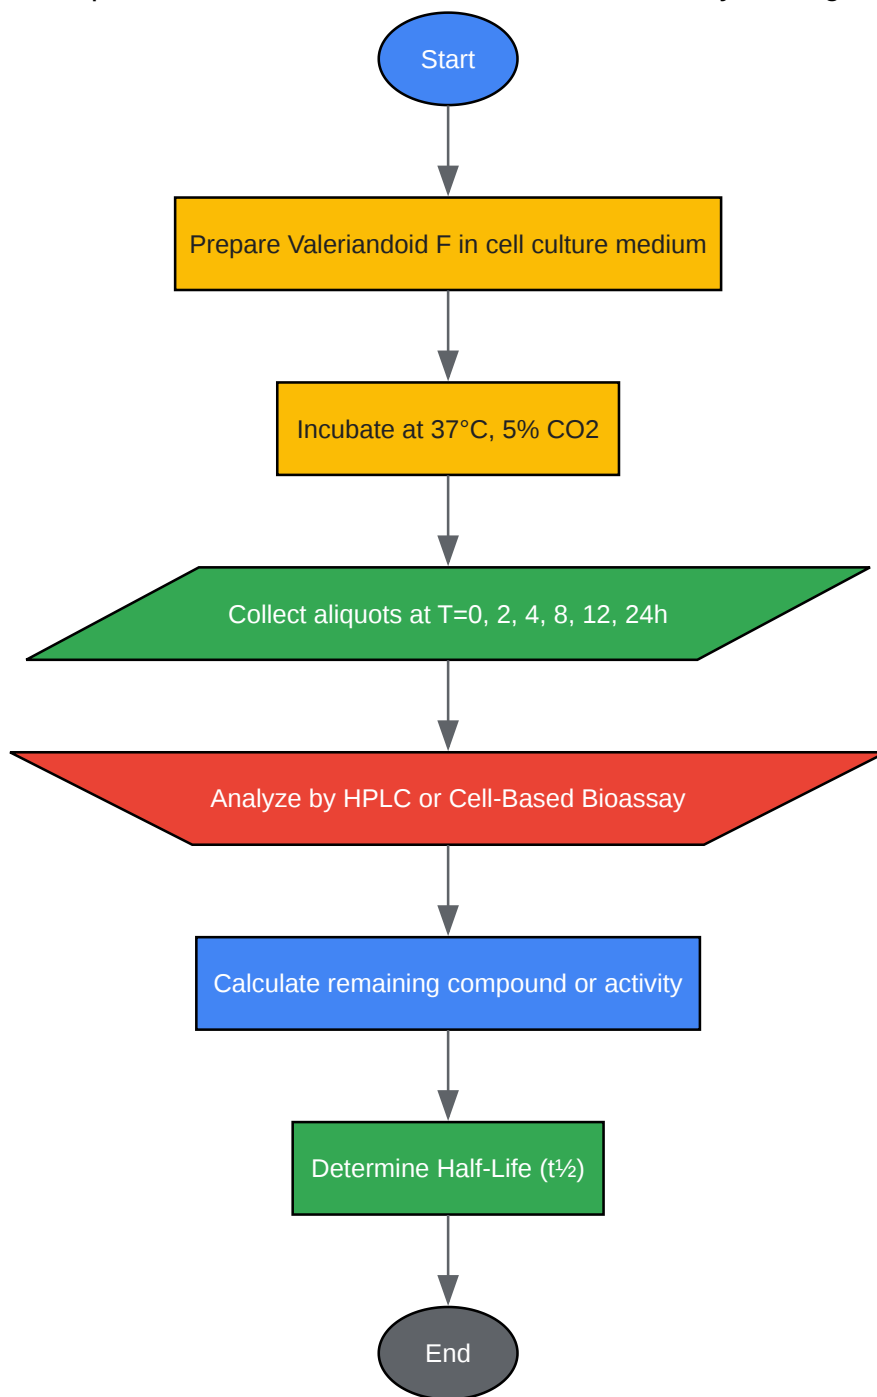 Start
Prepare Valeriandoid F in cell culture medium
Incubate at 37°C, 5% CO2
Collect aliquots at T=0, 2, 4, 8, 12, 24h
Analyze by HPLC or Cell-Based Bioassay
Calculate remaining compound or activity
Determine Half-Life (t½)
End